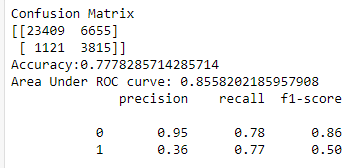 Confusion Matrix
[[23409  6655]
 [ 1121  3815]]
Accuracy:0.7778285714285714
Area Under ROC curve: 0.8558202185957908
precision    recall  f1-score
0       0.95      0.78      0.86
1       0.36      0.77      0.50